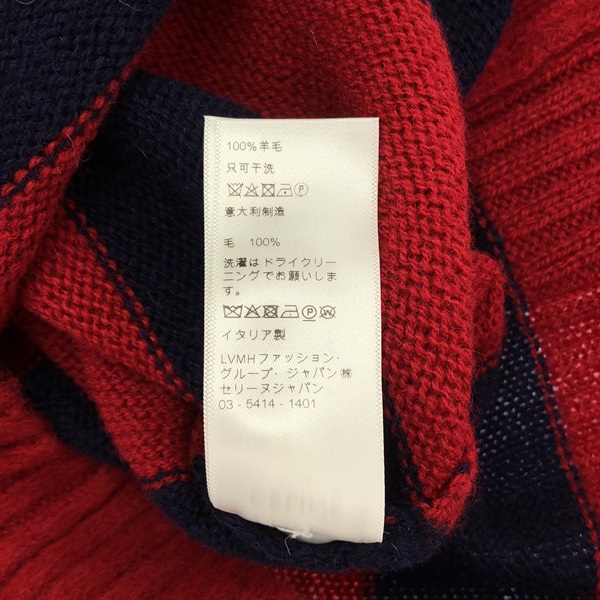 100%羊毛
只可干洗
P
意大利制造
毛 100%
洗濯はドライクリー
ニングでお願いしま
す。
P W
イタリア製
LVMHファッション・
グループ・ジャパン㈱
セリーヌジャパン
03 - 5414 - 1401